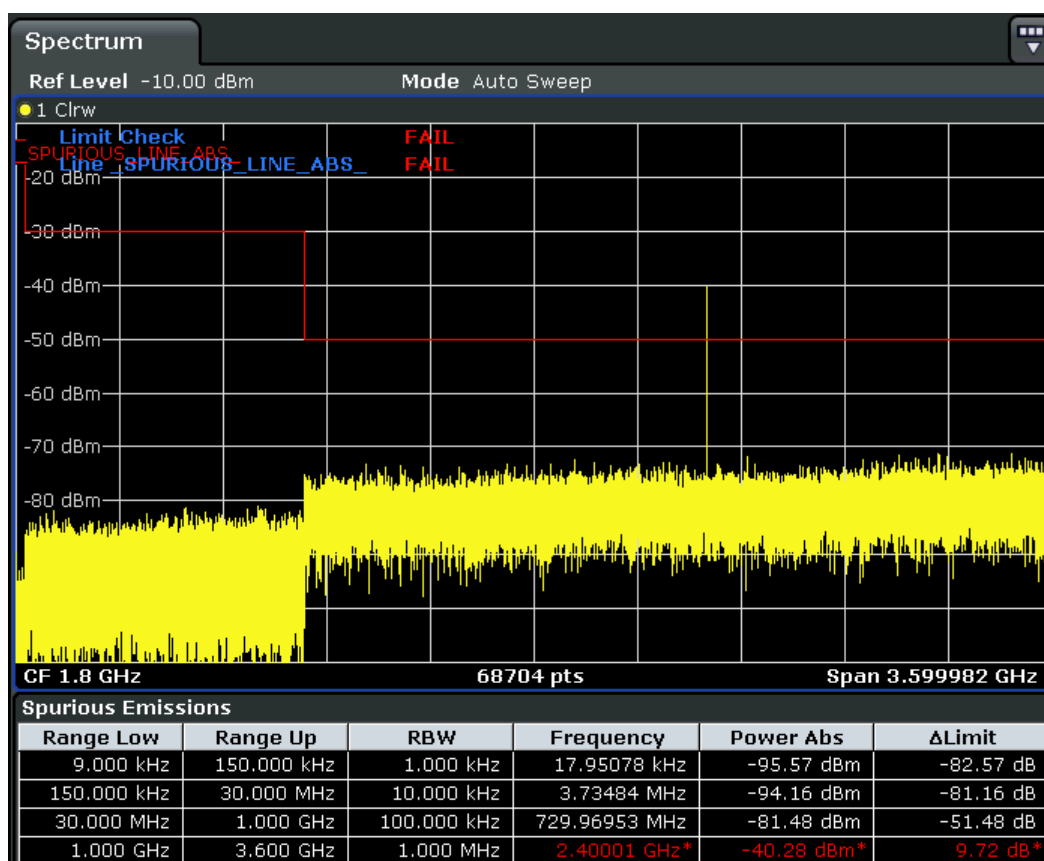 Spectrum
Ref Level -10.00 dBm Mode Auto Sweep
1 Clrw
Limit Check FAIL
_SPURIOUS_LINE_ABS_
Line _SPURIOUS_LINE_ABS_ FAIL
-20 dBm
-30 dBm
-40 dBm
-50 dBm
-60 dBm
-70 dBm
-80 dBm
CF 1.8 GHz 68704 pts Span 3.599982 GHz
Spurious Emissions
Range Low Range Up RBW Frequency Power Abs ΔLimit
9.000 kHz 150.000 kHz 1.000 kHz 17.95078 kHz -95.57 dBm -82.57 dB
150.000 kHz 30.000 MHz 10.000 kHz 3.73484 MHz -94.16 dBm -81.16 dB
30.000 MHz 1.000 GHz 100.000 kHz 729.96953 MHz -81.48 dBm -51.48 dB
1.000 GHz 3.600 GHz 1.000 MHz 2.40001 GHz* -40.28 dBm* 9.72 dB*